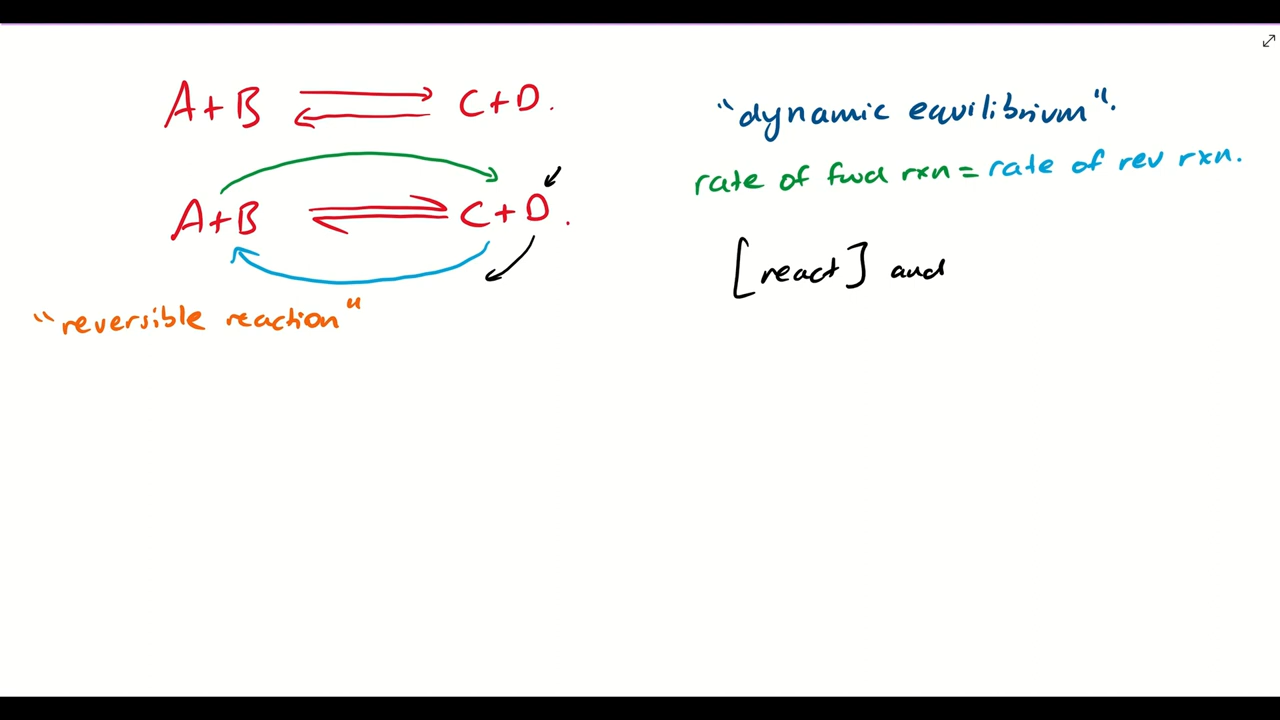 A + B ⇌ C + D.
A + B ⇌ C + D.
"reversible reaction"
"dynamic equilibrium".
rate of fwd rxn = rate of rev rxn.
[react] and